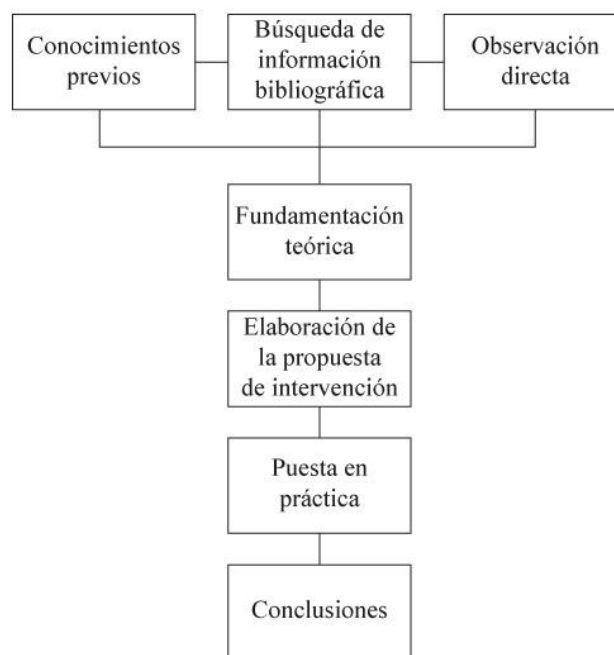 Conocimientos
previos
Búsqueda de
información
bibliográfica
Observación
directa
Fundamentación
teórica
Elaboración de
la propuesta
de intervención
Puesta en
práctica
Conclusiones